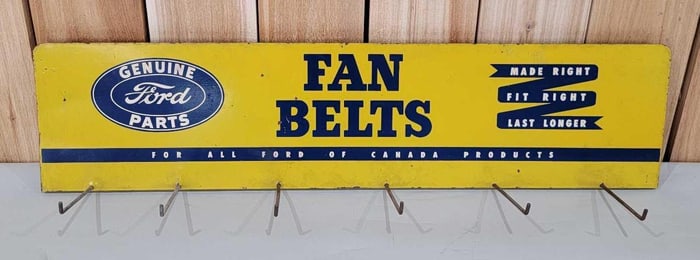 GENUINE
Ford
PARTS
FAN
BELTS
MADE RIGHT
FIT RIGHT
LAST LONGER
FOR ALL FORD OF CANADA PRODUCTS